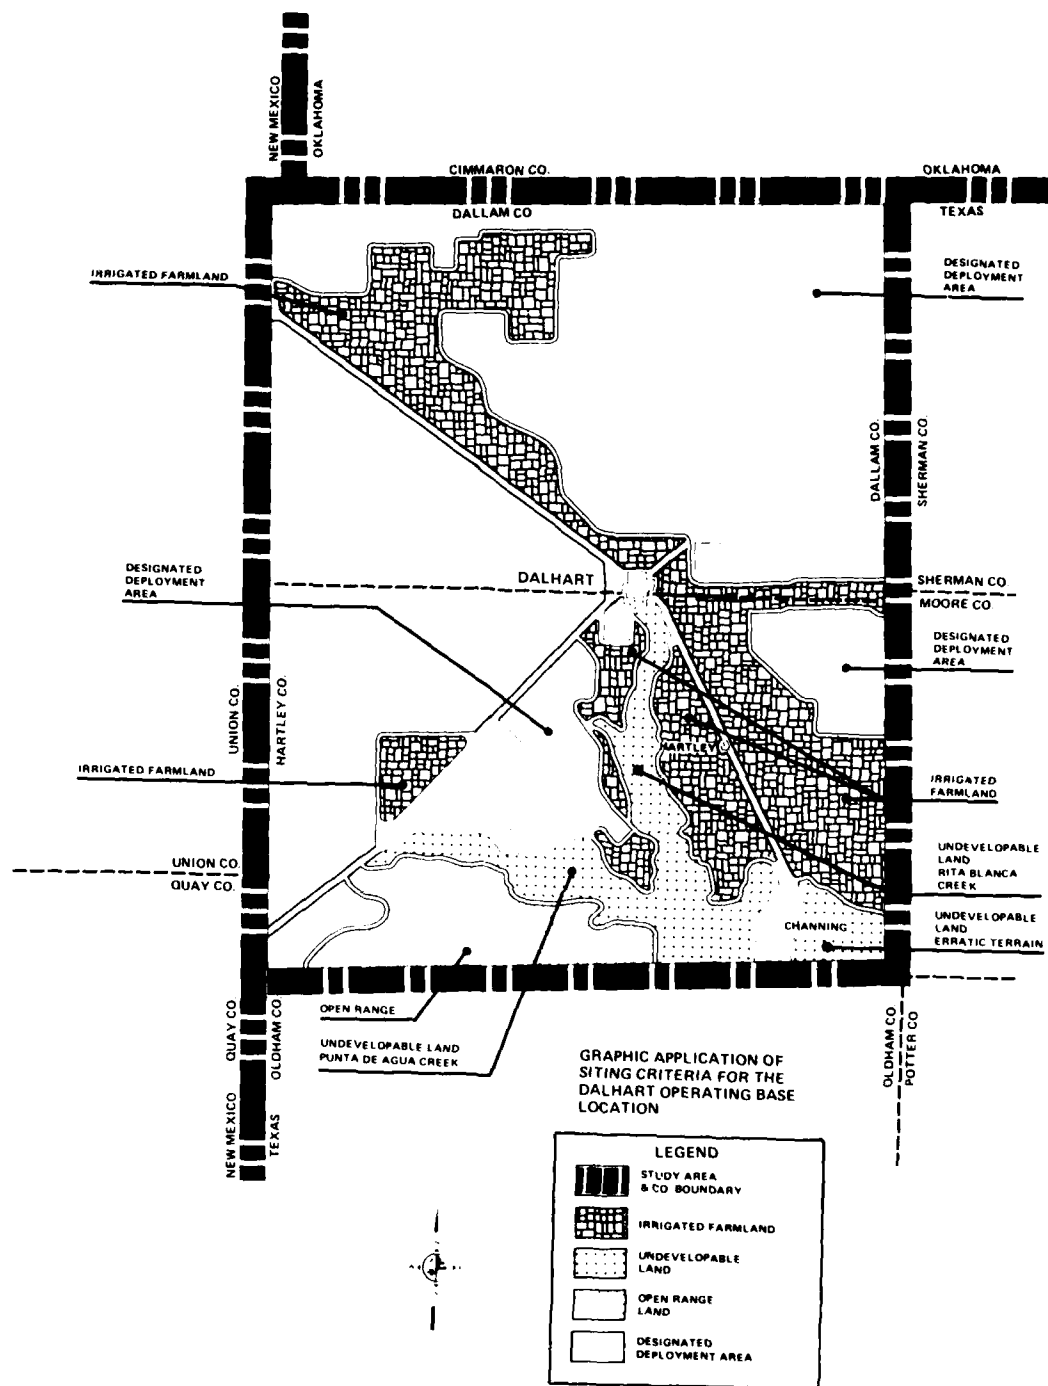 NEW MEXICO
OKLAHOMA
CIMMARON CO.
OKLAHOMA
DALLAM CO
TEXAS
IRRIGATED FARMLAND
DESIGNATED
DEPLOYMENT
AREA
DALLAM CO.
SHERMAN CO.
DESIGNATED
DEPLOYMENT
AREA
DALHART
SHERMAN CO.
MOORE CO.
DESIGNATED
DEPLOYMENT
AREA
UNION CO.
HARTLEY CO.
HARTLEY
IRRIGATED FARMLAND
IRRIGATED
FARMLAND
UNION CO.
QUAY CO.
UNDEVELOPABLE
LAND
RITA BLANCA
CREEK
CHANNING
UNDEVELOPABLE
LAND
ERRATIC TERRAIN
OPEN RANGE
UNDEVELOPABLE LAND
PUNTA DE AGUA CREEK
QUAY CO.
OLDHAM CO.
OLDHAM CO.
POTTER CO
NEW MEXICO
TEXAS
GRAPHIC APPLICATION OF
SITING CRITERIA FOR THE
DALHART OPERATING BASE
LOCATION
LEGEND
STUDY AREA
& CO BOUNDARY
IRRIGATED FARMLAND
UNDEVELOPABLE
LAND
OPEN RANGE
LAND
DESIGNATED
DEPLOYMENT AREA